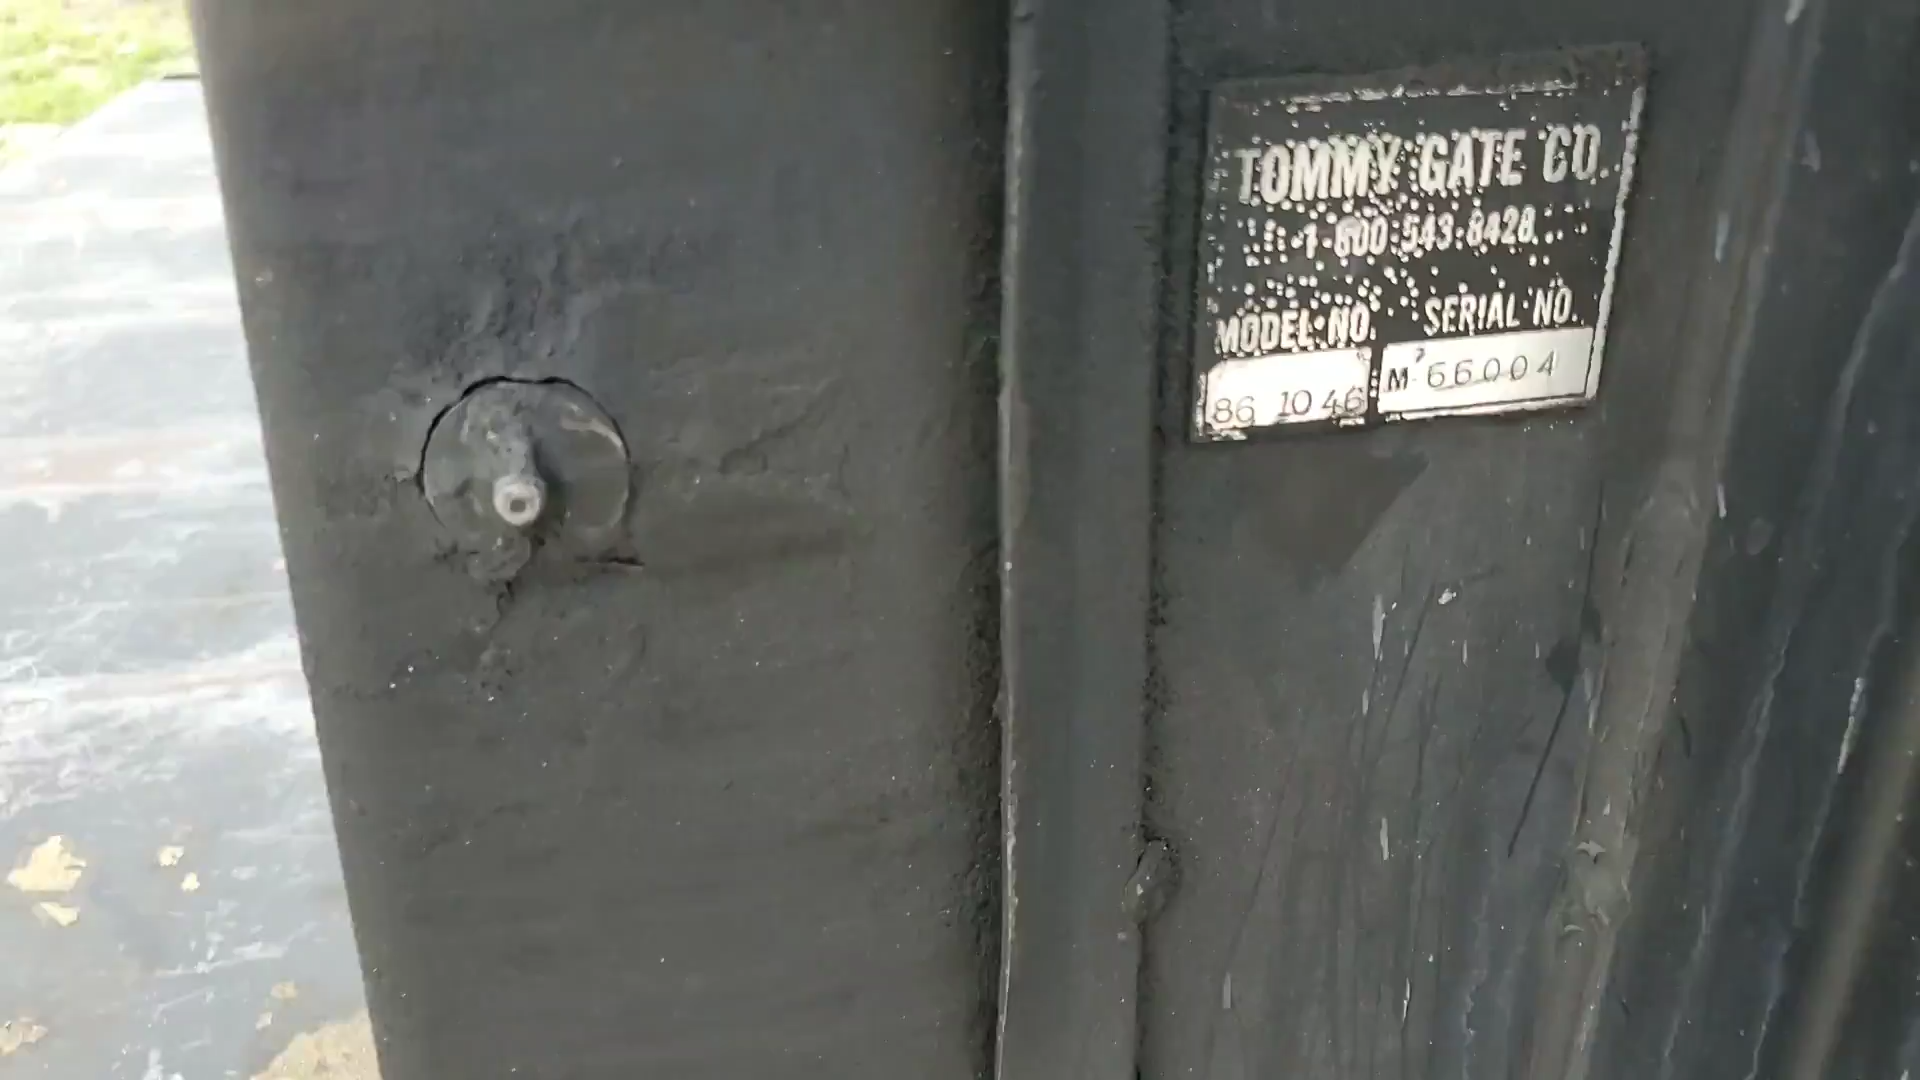 TOMMY GATE CO.
1-800-543-8428
MODEL NO. SERIAL NO.
86 1046 M 66004